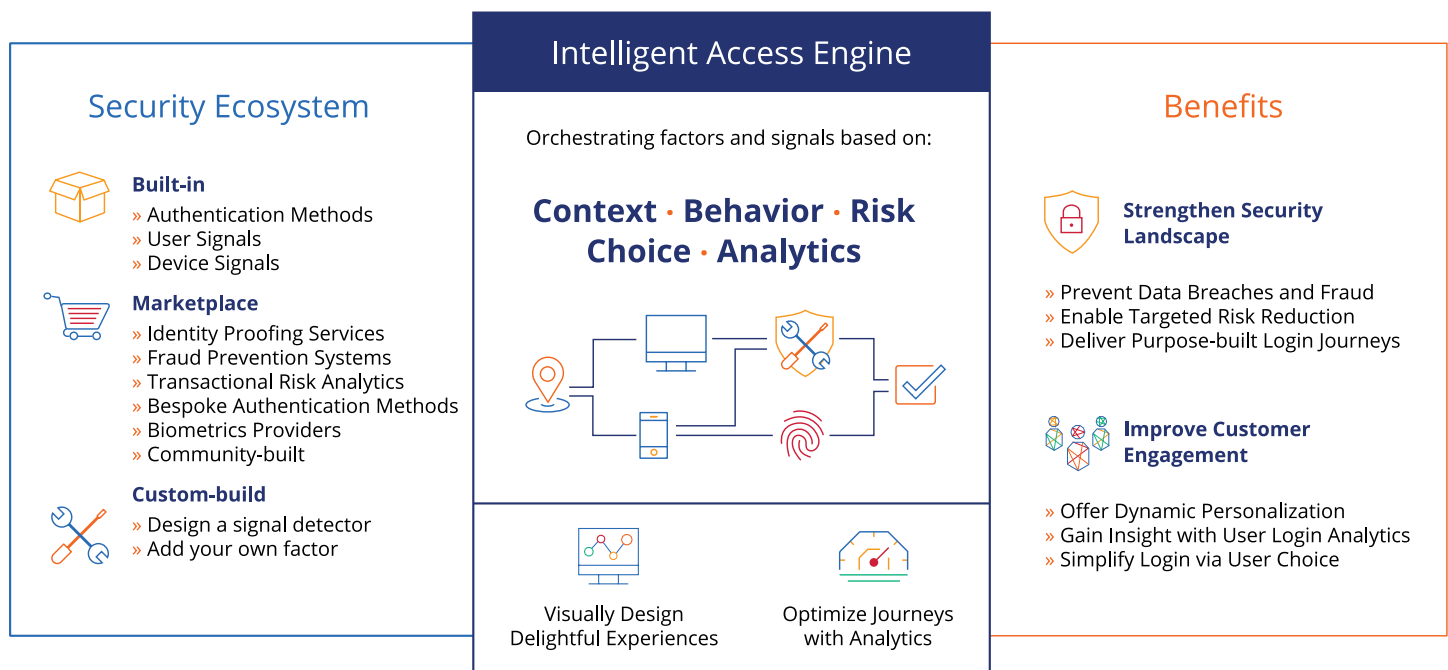 Intelligent Access Engine
Security Ecosystem
Built-in
» Authentication Methods
» User Signals
» Device Signals
Marketplace
» Identity Proofing Services
» Fraud Prevention Systems
» Transactional Risk Analytics
» Bespoke Authentication Methods
» Biometrics Providers
» Community-built
Custom-build
» Design a signal detector
» Add your own factor
Orchestrating factors and signals based on:
Context · Behavior · Risk
Choice · Analytics
Visually Design
Delightful Experiences
Optimize Journeys
with Analytics
Benefits
Strengthen Security
Landscape
» Prevent Data Breaches and Fraud
» Enable Targeted Risk Reduction
» Deliver Purpose-built Login Journeys
Improve Customer
Engagement
» Offer Dynamic Personalization
» Gain Insight with User Login Analytics
» Simplify Login via User Choice